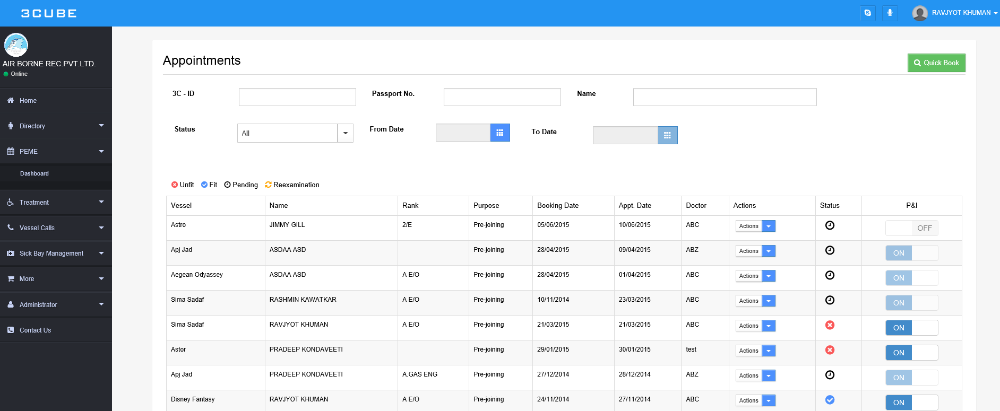 3CUBE
RAVJYOT KHUMAN
AIR BORNE REC.PVT.LTD.
Online
Home
Directory
PEME
Dashboard
Treatment
Vessel Calls
Sick Bay Management
More
Administrator
Contact Us
Appointments
Quick Book
3C - ID Passport No. Name
Status All From Date To Date
Unfit Fit Pending Reexamination
Vessel Name Rank Purpose Booking Date Appt. Date Doctor Actions Status P&I
Astro JIMMY GILL 2/E Pre-joining 05/06/2015 10/06/2015 ABC Actions OFF
Apj Jad ASDAA ASD Pre-joining 28/04/2015 09/04/2015 ABZ Actions ON
Aegean Odyassey ASDAA ASD A E/O Pre-joining 28/04/2015 01/04/2015 ABC Actions ON
Sima Sadaf RASHMIN KAWATKAR A E/O Pre-joining 10/11/2014 23/03/2015 ABC Actions ON
Sima Sadaf RAVJYOT KHUMAN A E/O Pre-joining 21/03/2015 21/03/2015 ABC Actions ON
Astor PRADEEP KONDAVEETI Pre-joining 29/01/2015 30/01/2015 test Actions ON
Apj Jad PRADEEP KONDAVEETI A.GAS ENG Pre-joining 27/12/2014 28/12/2014 ABZ Actions ON
Disney Fantasy RAVJYOT KHUMAN A E/O Pre-joining 24/11/2014 27/11/2014 ABC Actions ON